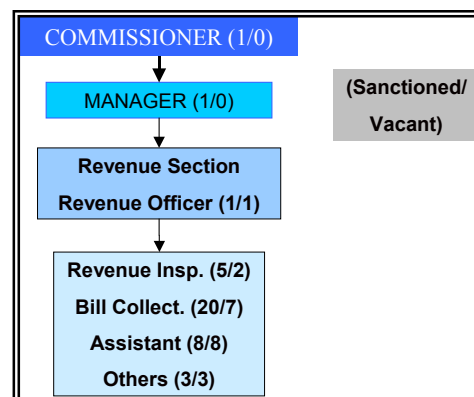 COMMISSIONER (1/0)
MANAGER (1/0)
(Sanctioned/
Vacant)
Revenue Section
Revenue Officer (1/1)
Revenue Insp. (5/2)
Bill Collect. (20/7)
Assistant (8/8)
Others (3/3)